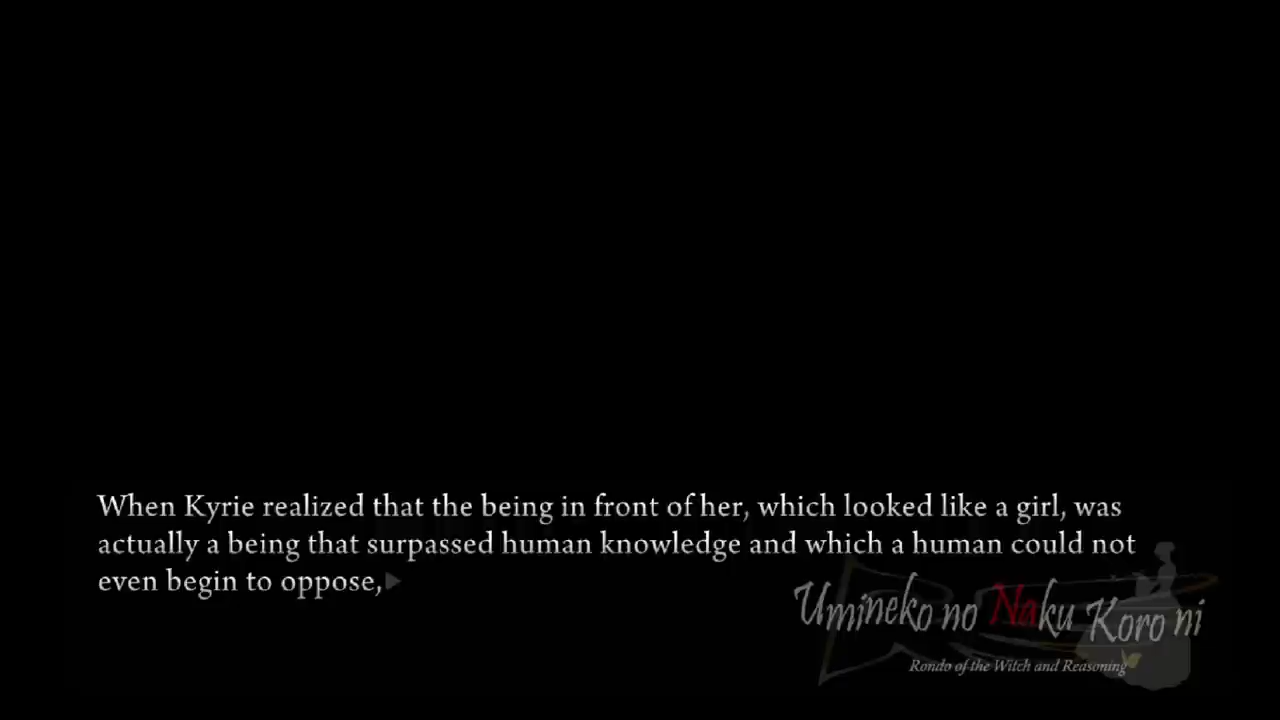 When Kyrie realized that the being in front of her, which looked like a girl, was
actually a being that surpassed human knowledge and which a human could not
even begin to oppose,
Umineko no Naku Koro ni
Rondo of the Witch and Reasoning